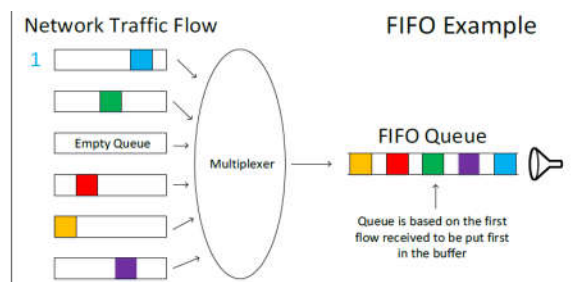 Network Traffic Flow
FIFO Example
1
Empty Queue
Multiplexer
FIFO Queue
Queue is based on the first
flow received to be put first
in the buffer